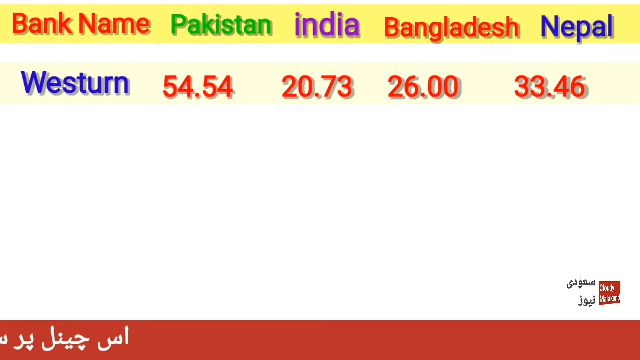 Bank Name Pakistan india Bangladesh Nepal
Westurn 54.54 20.73 26.00 33.46
سعودی
نیوز
اس چینل پر